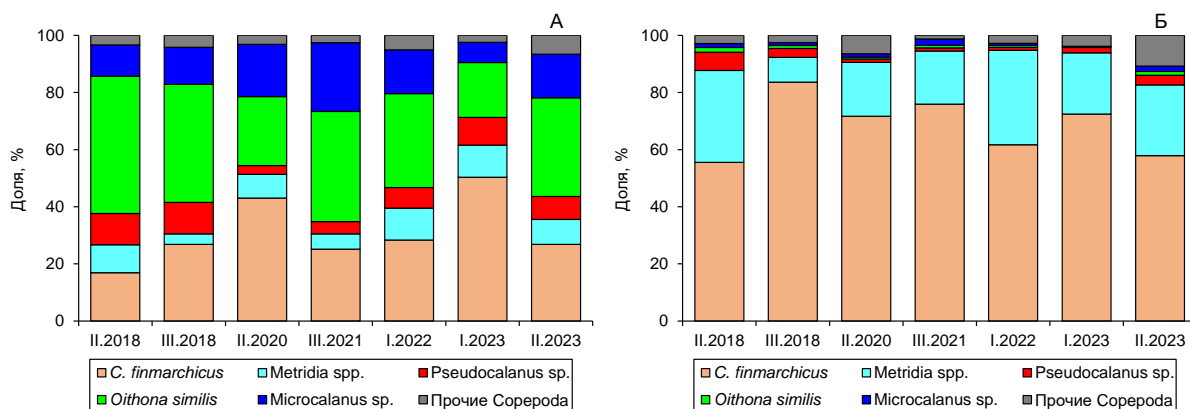 А
Доля, %
100
80
60
40
20
0
II.2018 III.2018 II.2020 III.2021 I.2022 I.2023 II.2023
C. finmarchicus Metridia spp. Pseudocalanus sp.
Oithona similis Microcalanus sp. Прочие Copepoda
Б
Доля, %
100
80
60
40
20
0
II.2018 III.2018 II.2020 III.2021 I.2022 I.2023 II.2023
C. finmarchicus Metridia spp. Pseudocalanus sp.
Oithona similis Microcalanus sp. Прочие Copepoda